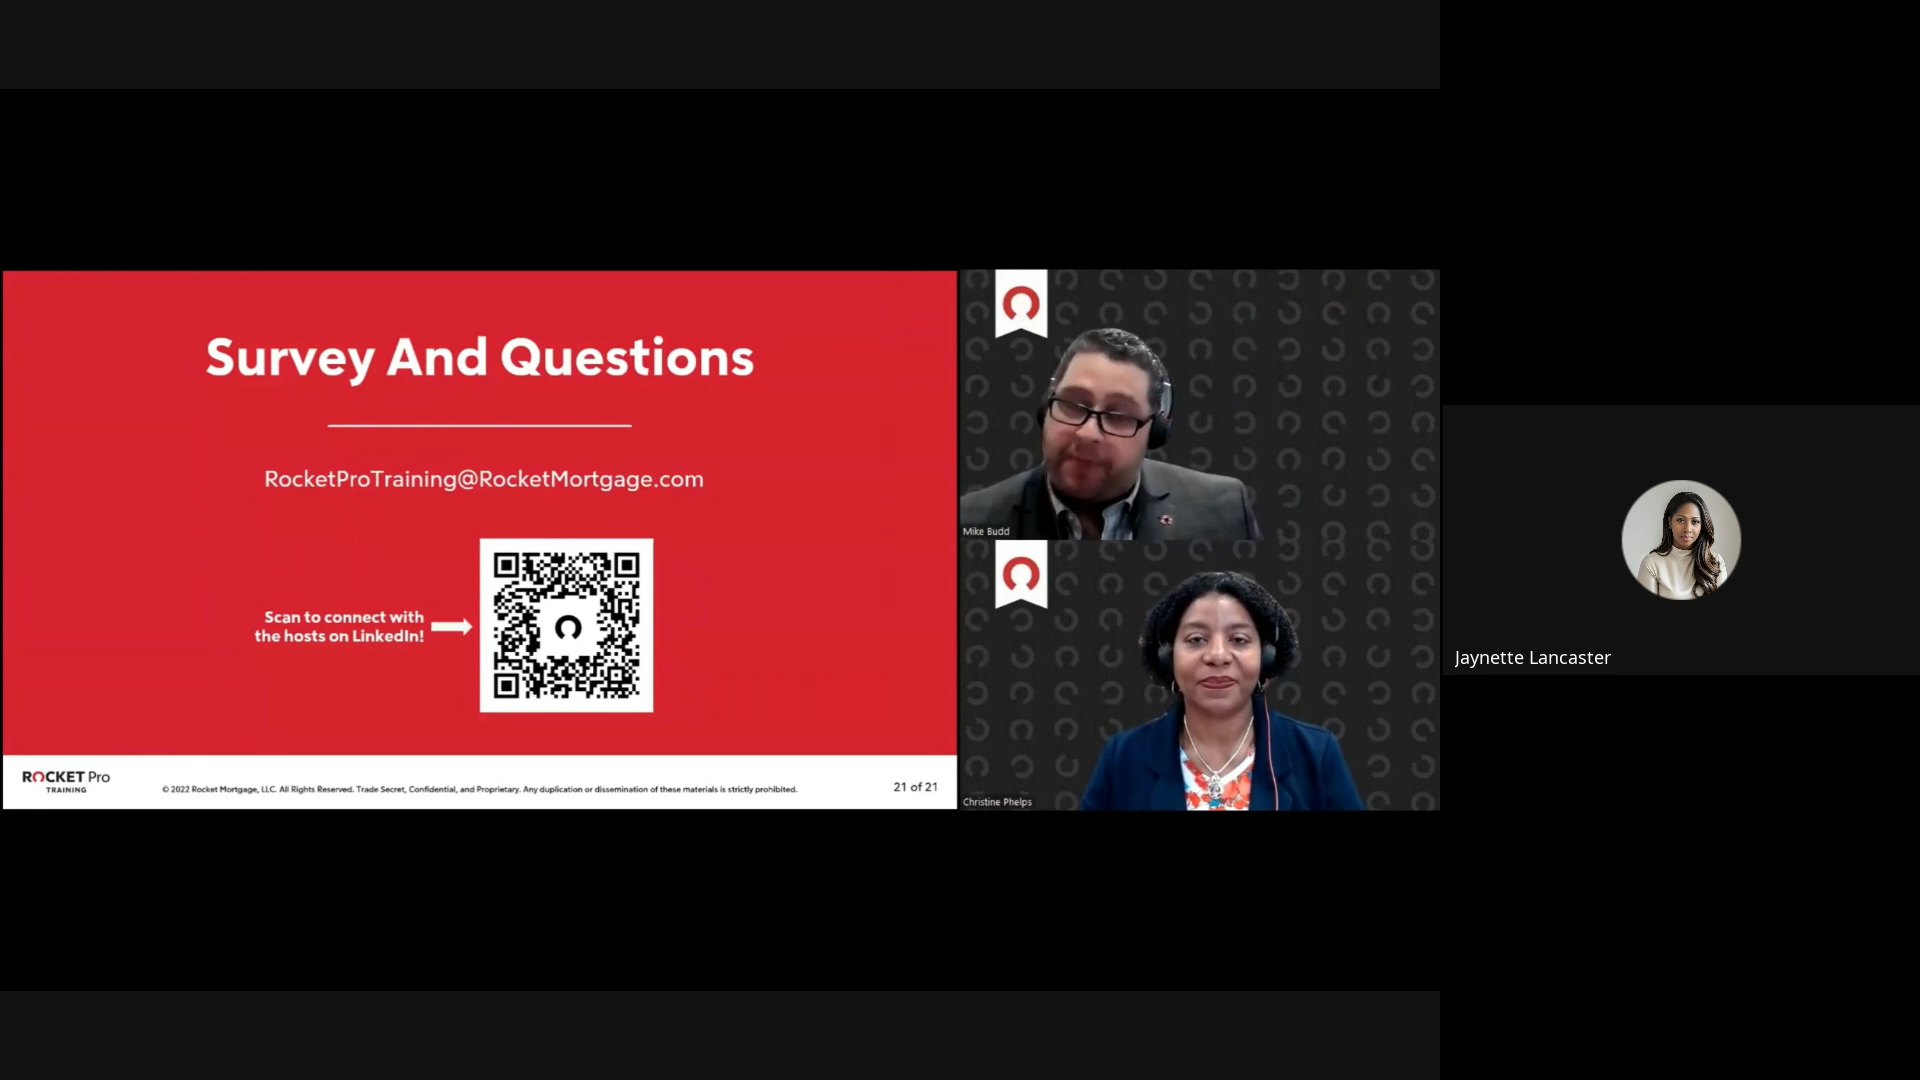 Survey And Questions
RocketProTraining@RocketMortgage.com
Scan to connect with
the hosts on LinkedIn!
ROCKET Pro
TRAINING
© 2022 Rocket Mortgage, LLC. All Rights Reserved. Trade Secret, Confidential, and Proprietary. Any duplication or dissemination of these materials is strictly prohibited.
21 of 21
Mike Budd
Christine Phelps
Jaynette Lancaster